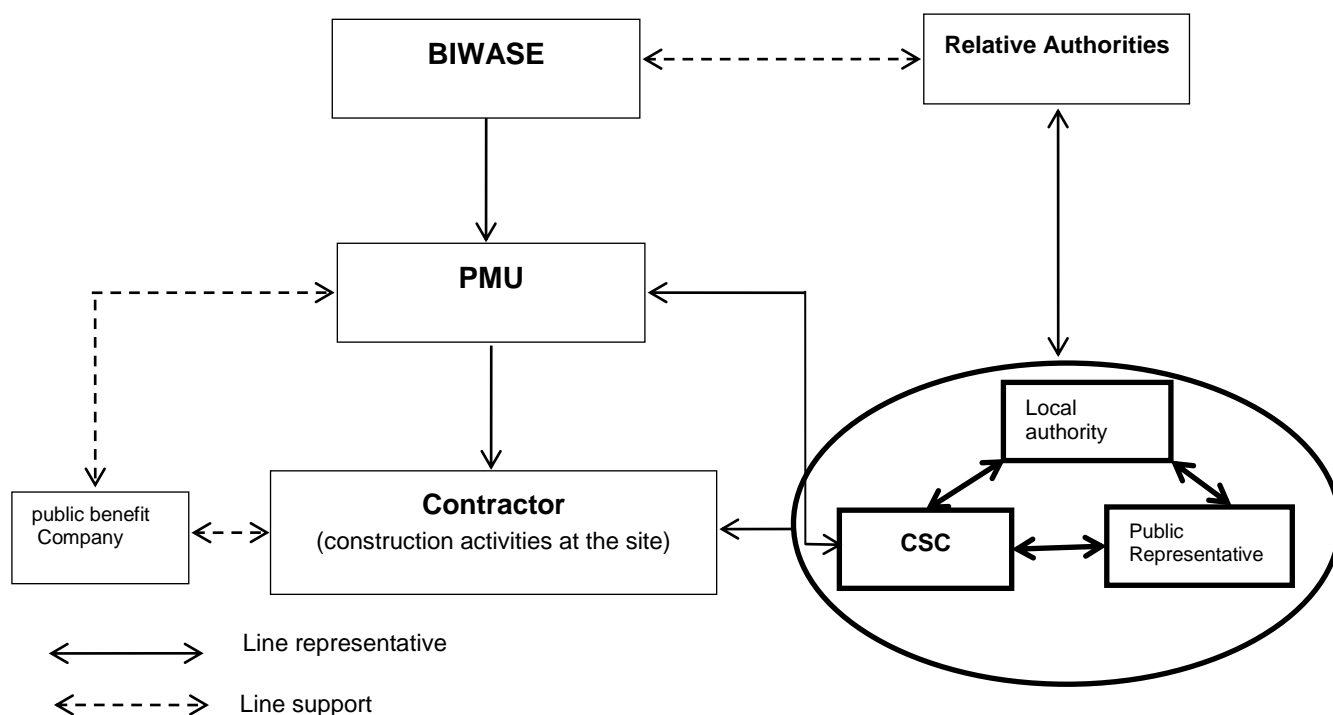 BIWASE
Relative Authorities
PMU
Local
authority
Contractor
(construction activities at the site)
public benefit
Company
CSC
Public
Representative
Line representative
Line support